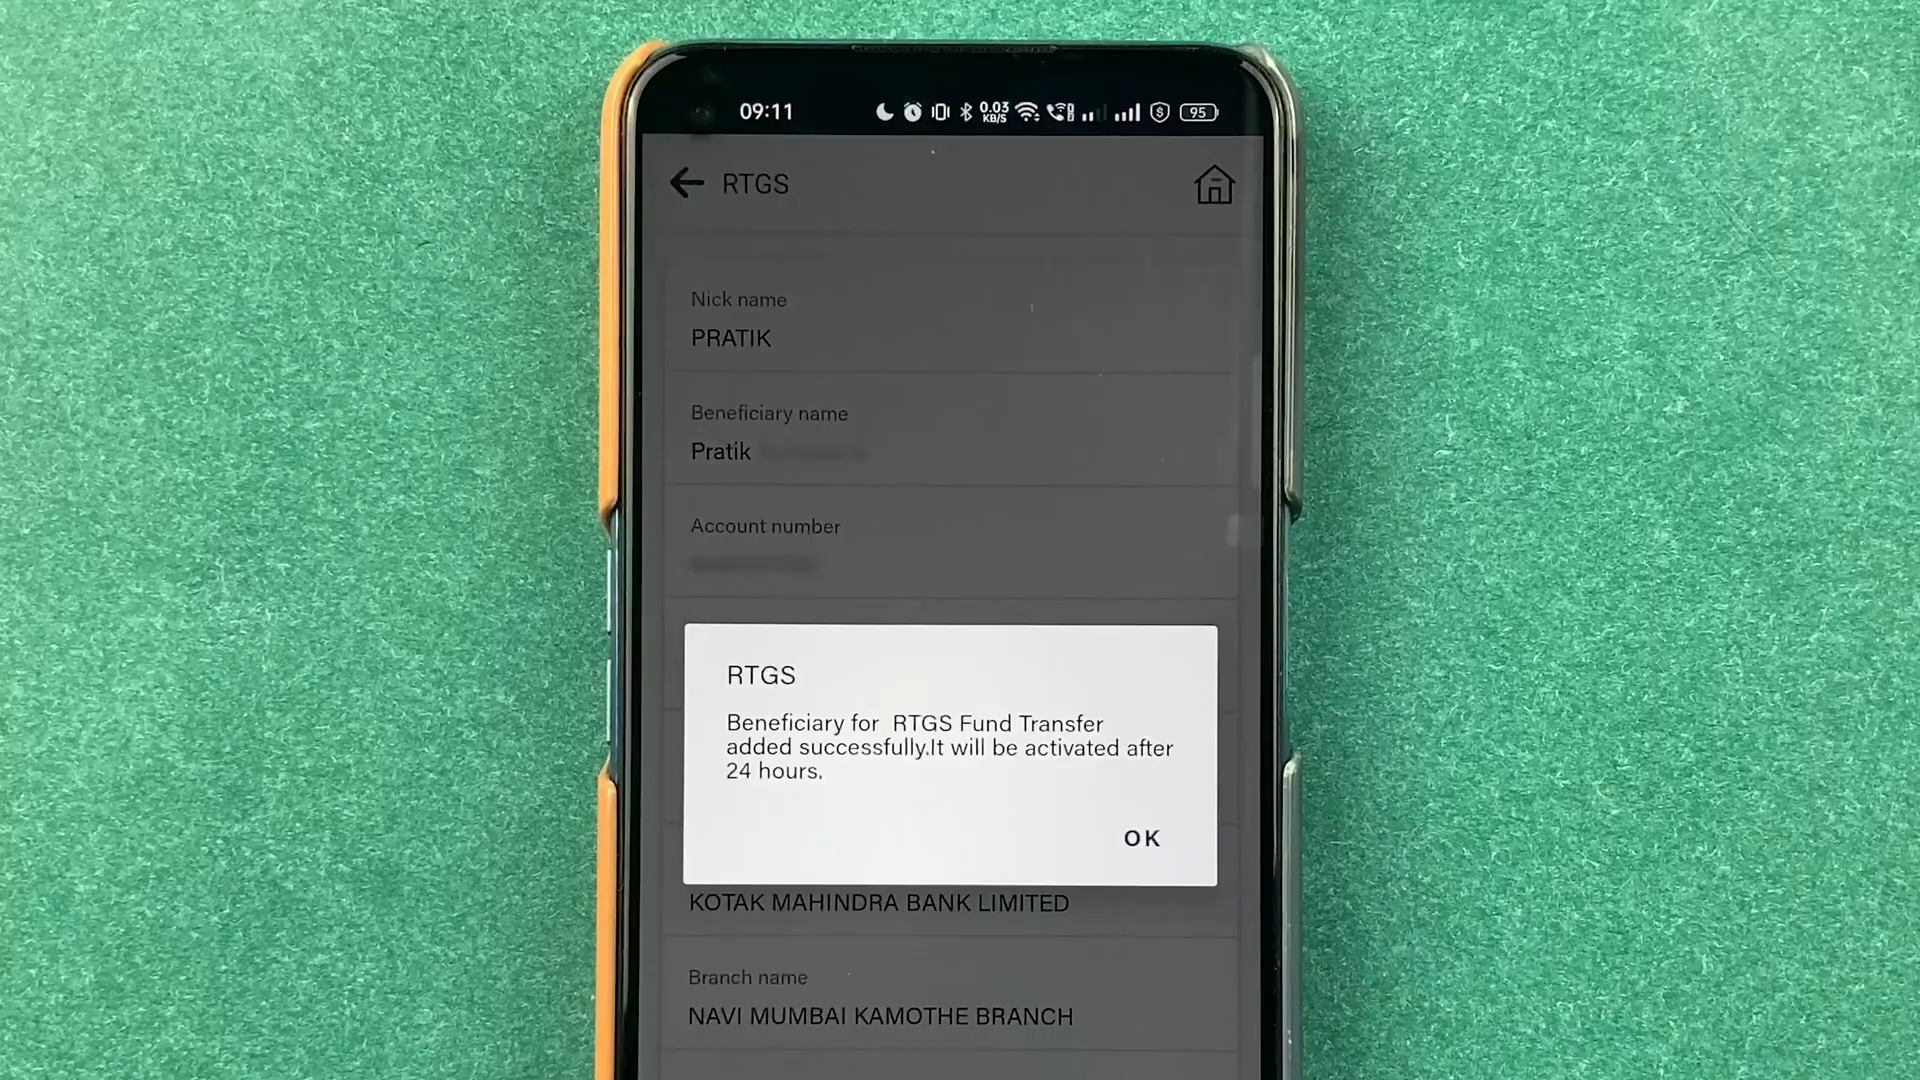 09:11
0.03
KB/S
95
RTGS
Nick name
PRATIK
Beneficiary name
Pratik
Account number
RTGS
Beneficiary for  RTGS Fund Transfer
added successfully.It will be activated after
24 hours.
OK
KOTAK MAHINDRA BANK LIMITED
Branch name
NAVI MUMBAI KAMOTHE BRANCH